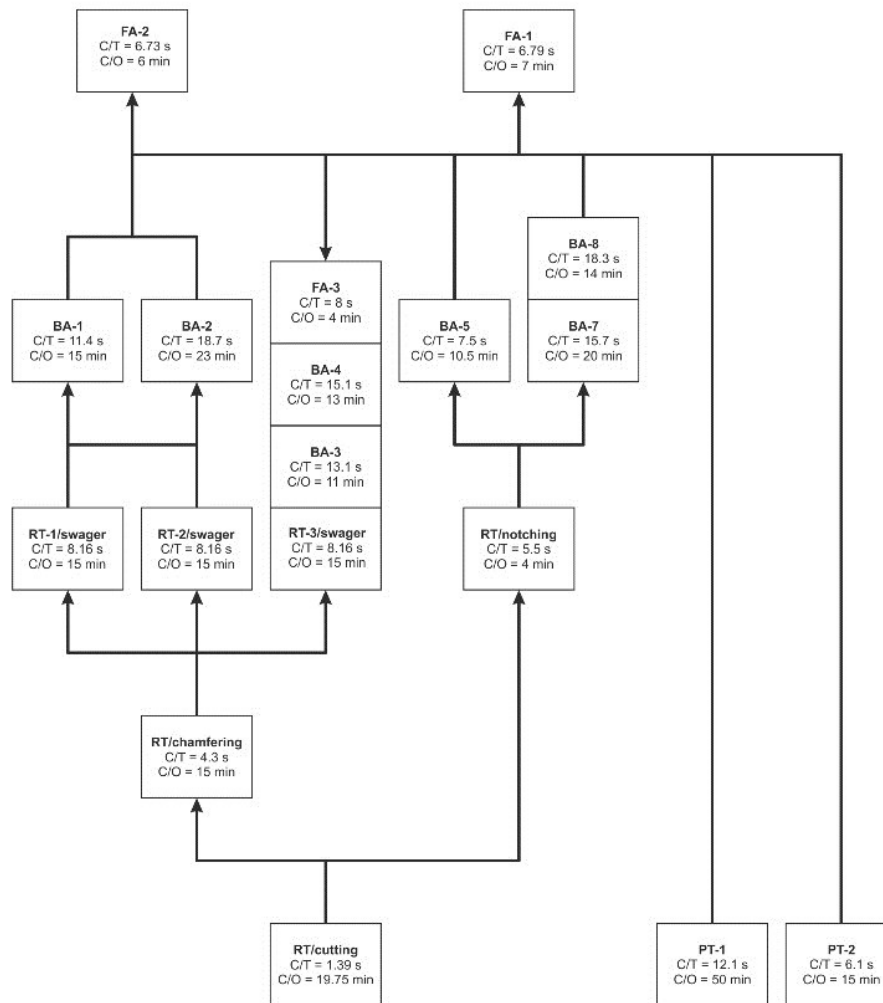 FA-2
C/T = 6.73 s
C/O = 6 min
FA-1
C/T = 6.79 s
C/O = 7 min
BA-8
C/T = 18.3 s
C/O = 14 min
FA-3
C/T = 8 s
C/O = 4 min
BA-1
C/T = 11.4 s
C/O = 15 min
BA-2
C/T = 18.7 s
C/O = 23 min
BA-5
C/T = 7.5 s
C/O = 10.5 min
BA-7
C/T = 15.7 s
C/O = 20 min
BA-4
C/T = 15.1 s
C/O = 13 min
BA-3
C/T = 13.1 s
C/O = 11 min
RT-1/swager
C/T = 8.16 s
C/O = 15 min
RT-2/swager
C/T = 8.16 s
C/O = 15 min
RT-3/swager
C/T = 8.16 s
C/O = 15 min
RT/notching
C/T = 5.5 s
C/O = 4 min
RT/chamfering
C/T = 4.3 s
C/O = 15 min
RT/cutting
C/T = 1.39 s
C/O = 19.75 min
PT-1
C/T = 12.1 s
C/O = 50 min
PT-2
C/T = 6.1 s
C/O = 15 min